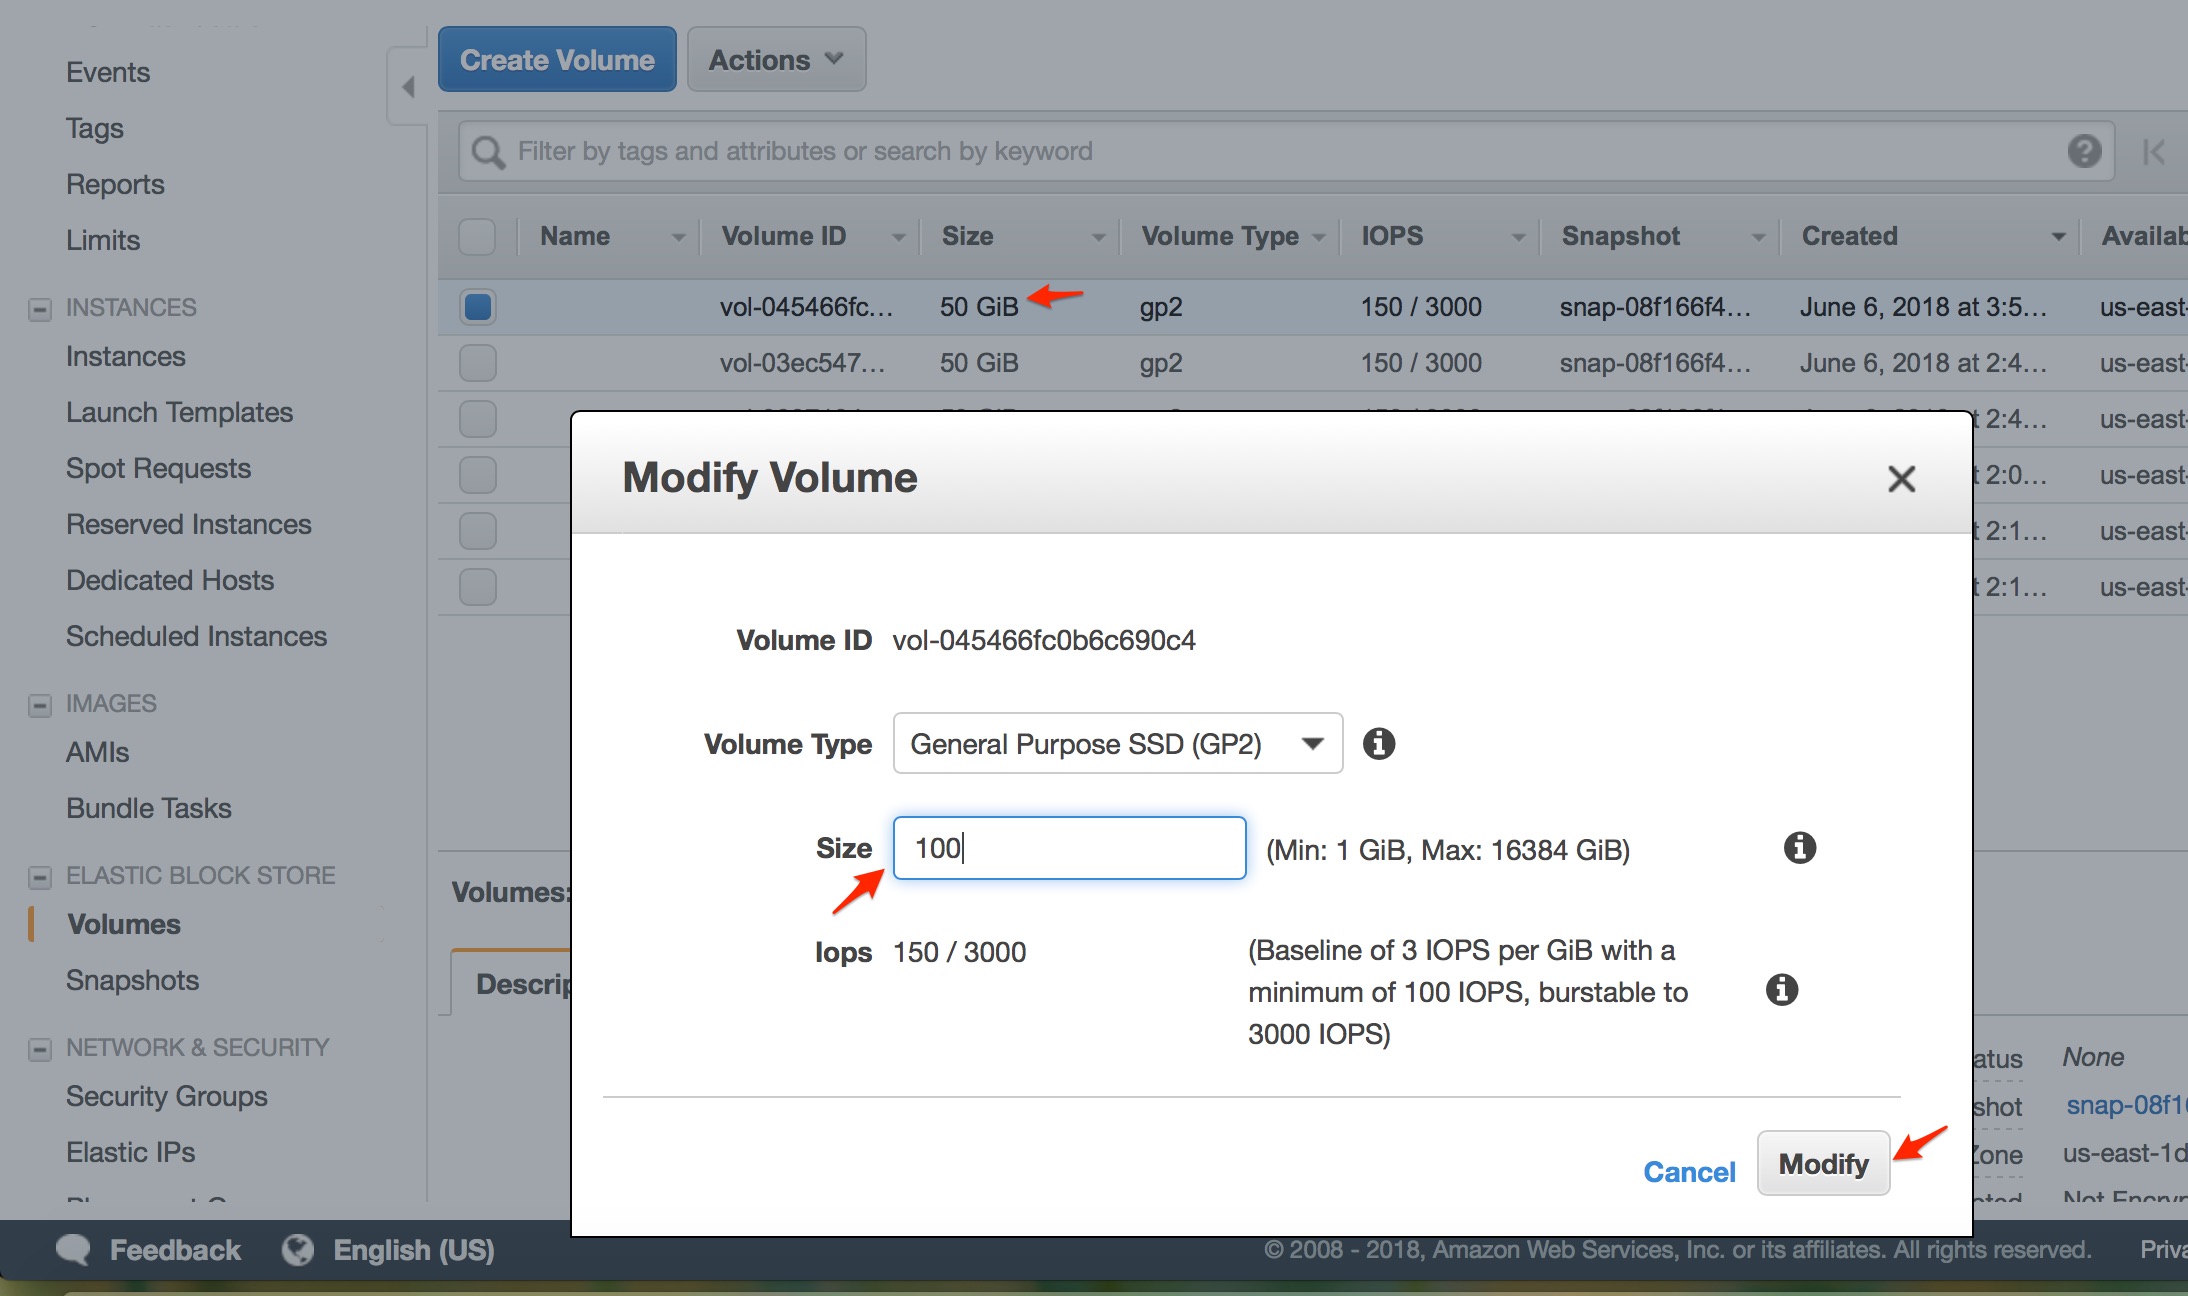 Events
Tags
Reports
Limits
INSTANCES
Instances
Launch Templates
Spot Requests
Reserved Instances
Dedicated Hosts
Scheduled Instances
IMAGES
AMIs
Bundle Tasks
ELASTIC BLOCK STORE
Volumes
Snapshots
NETWORK & SECURITY
Security Groups
Elastic IPs
Create Volume Actions
Filter by tags and attributes or search by keyword
Name Volume ID Size Volume Type IOPS Snapshot Created Availab
vol-045466fc... 50 GiB gp2 150 / 3000 snap-08f166f4... June 6, 2018 at 3:5... us-east-
vol-03ec547... 50 GiB gp2 150 / 3000 snap-08f166f4... June 6, 2018 at 2:4... us-east-
t 2:4... us-east-
t 2:0... us-east-
t 2:1... us-east-
t 2:1... us-east-
Modify Volume
Volume ID vol-045466fc0b6c690c4
Volume Type General Purpose SSD (GP2)
Size 100 (Min: 1 GiB, Max: 16384 GiB)
Iops 150 / 3000 (Baseline of 3 IOPS per GiB with a
minimum of 100 IOPS, burstable to
3000 IOPS)
Cancel Modify
Volumes:
Descrip
atus None
shot snap-08f16
Zone us-east-1d
Not Encryp
Feedback English (US) © 2008 - 2018, Amazon Web Services, Inc. or its affiliates. All rights reserved. Priva